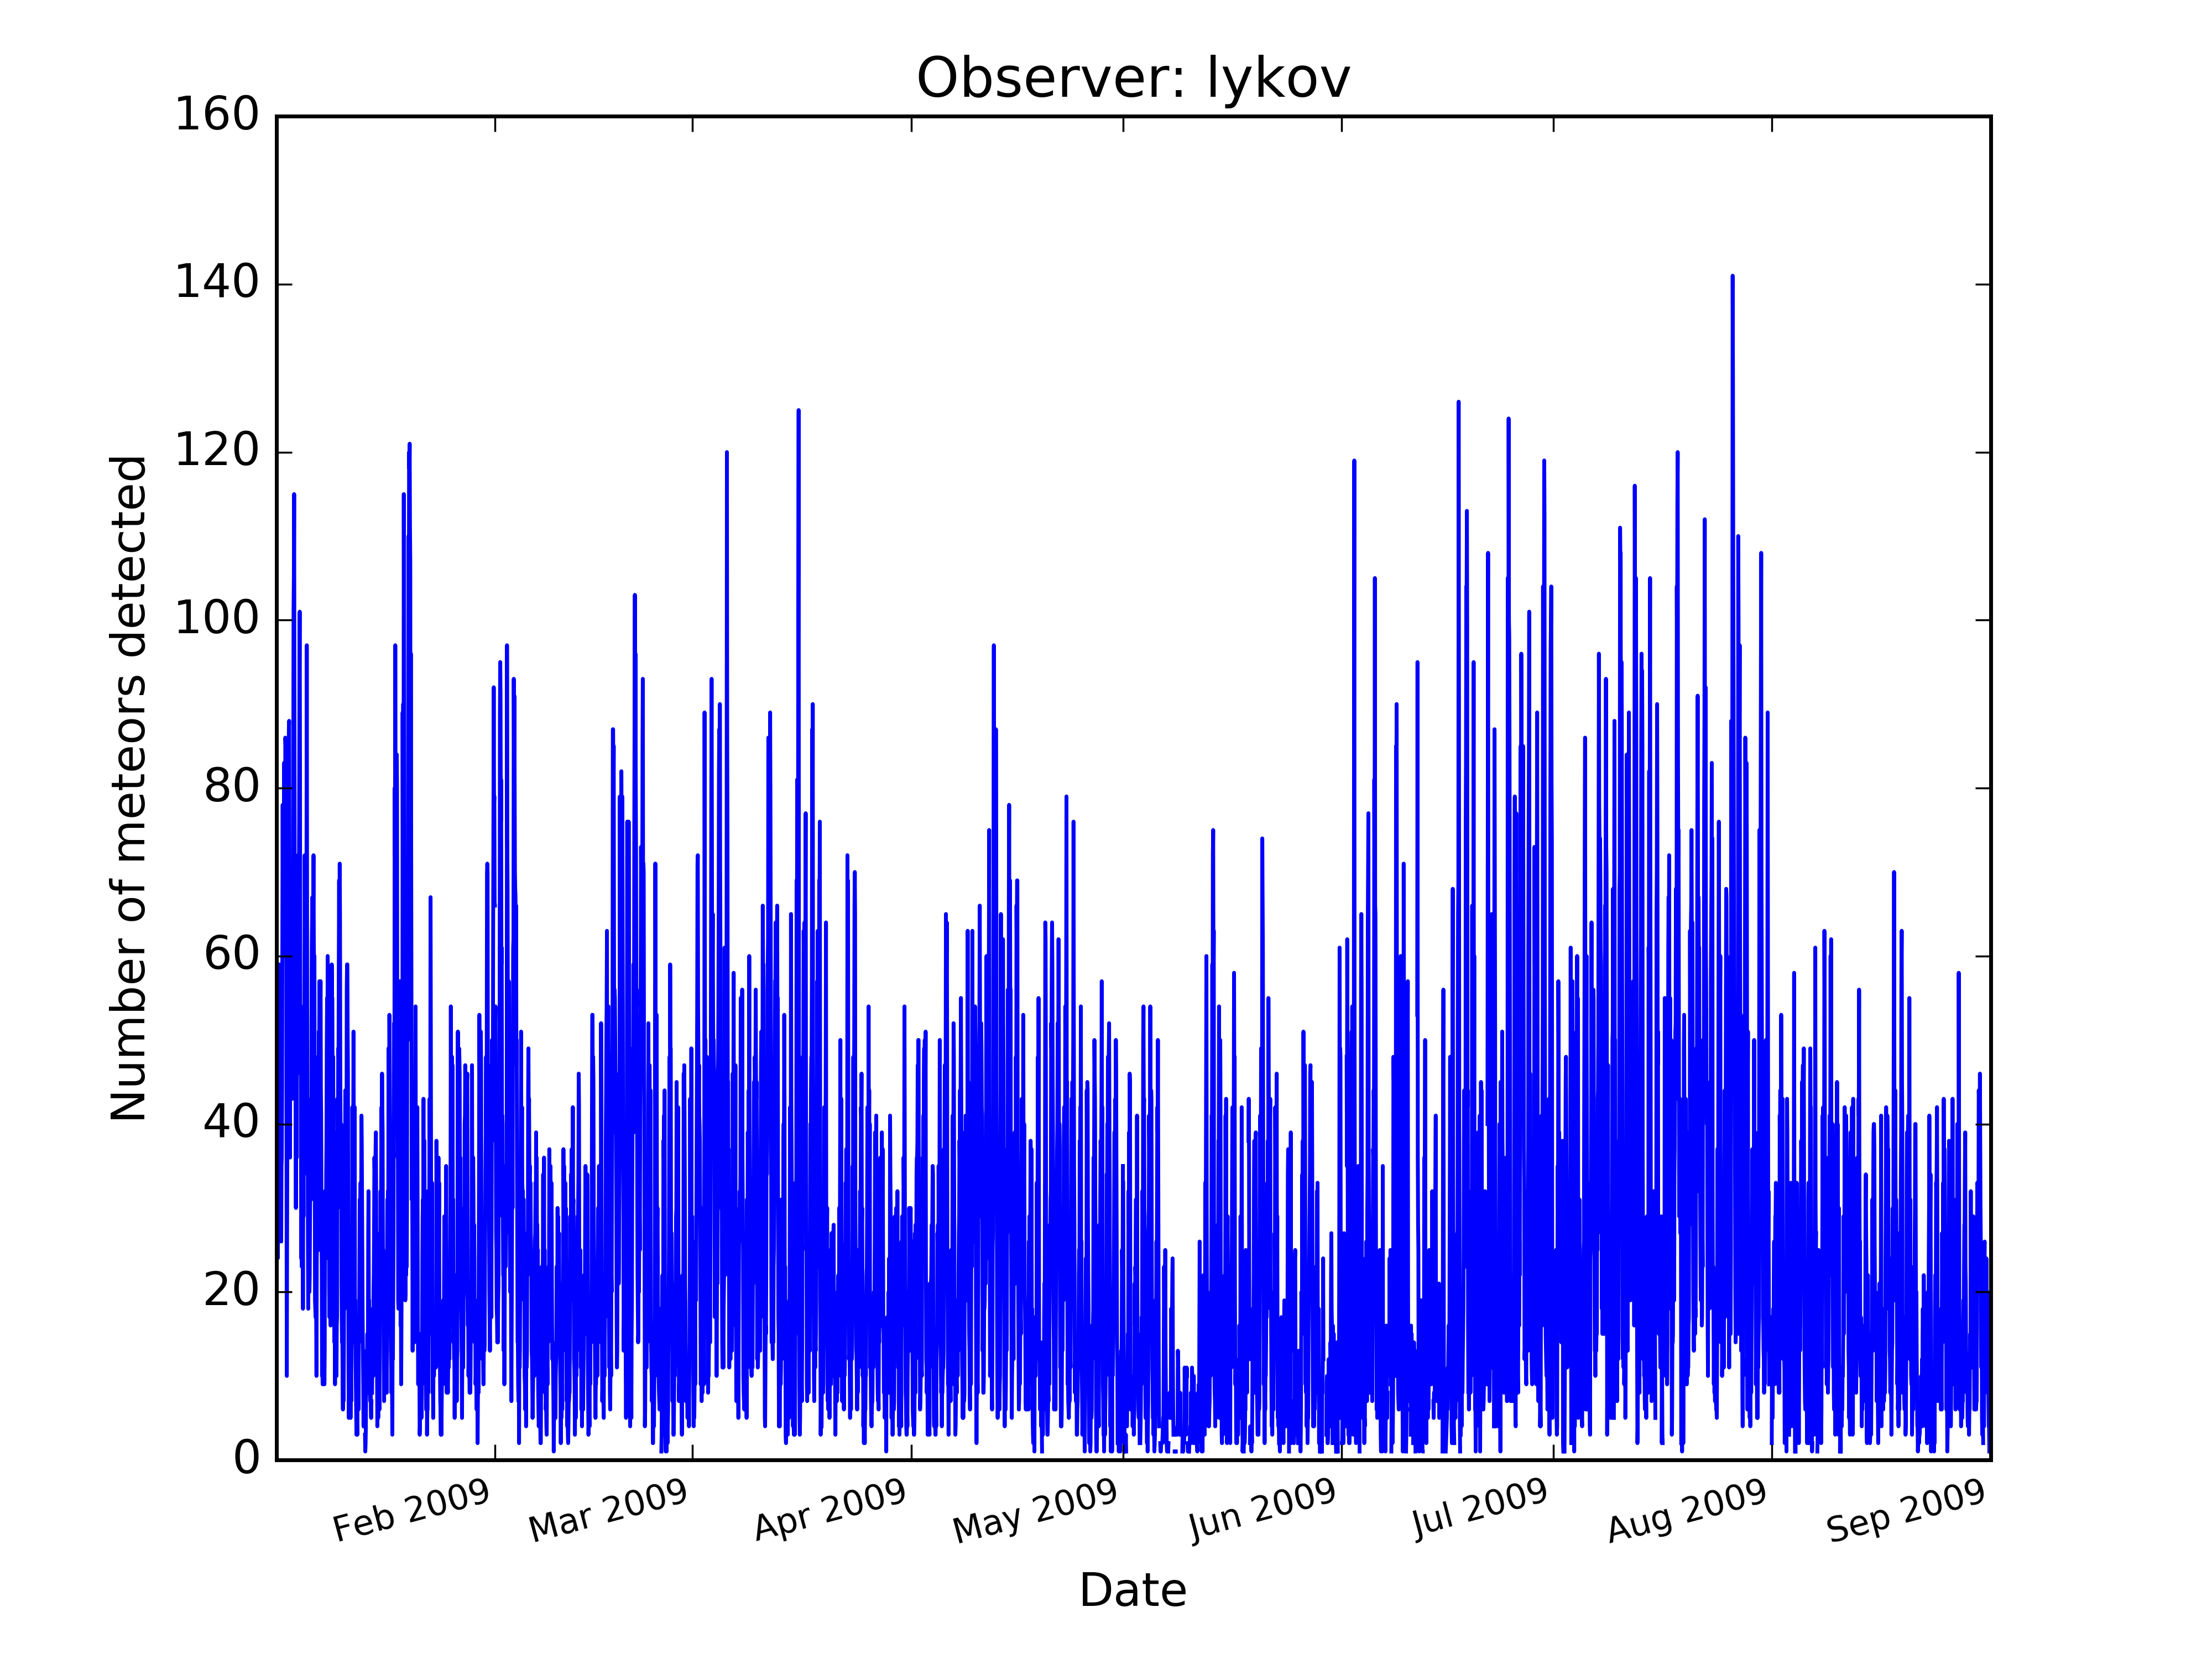 Observer: lykov
160
140
120
100
80
60
40
20
0
Number of meteors detected
Feb 2009
Mar 2009
Apr 2009
May 2009
Jun 2009
Jul 2009
Aug 2009
Sep 2009
Date